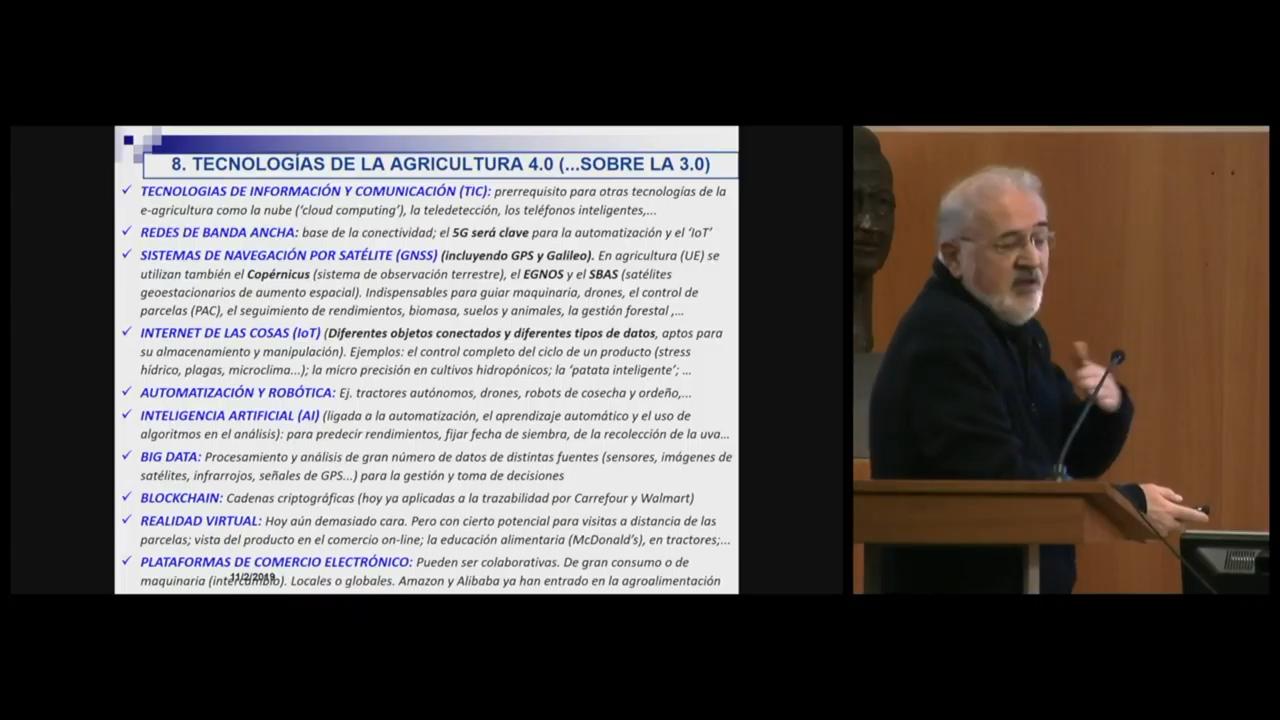 8. TECNOLOGÍAS DE LA AGRICULTURA 4.0 (...SOBRE LA 3.0)
✓ TECNOLOGIAS DE INFORMACIÓN Y COMUNICACIÓN (TIC): prerrequisito para otras tecnologías de la
e-agricultura como la nube (‘cloud computing’), la teledetección, los teléfonos inteligentes,...
✓ REDES DE BANDA ANCHA: base de la conectividad; el 5G será clave para la automatización y el ‘IoT’
✓ SISTEMAS DE NAVEGACIÓN POR SATÉLITE (GNSS) (incluyendo GPS y Galileo). En agricultura (UE) se
utilizan también el Copérnicus (sistema de observación terrestre), el EGNOS y el SBAS (satélites
geoestacionarios de aumento espacial). Indispensables para guiar maquinaria, drones, el control de
parcelas (PAC), el seguimiento de rendimientos, biomasa, suelos y animales, la gestión forestal ,...
✓ INTERNET DE LAS COSAS (IoT) (Diferentes objetos conectados y diferentes tipos de datos, aptos para
su almacenamiento y manipulación). Ejemplos: el control completo del ciclo de un producto (stress
hídrico, plagas, microclima...); la micro precisión en cultivos hidropónicos; la ‘patata inteligente’; ...
✓ AUTOMATIZACIÓN Y ROBÓTICA: Ej. tractores autónomos, drones, robots de cosecha y ordeño,...
✓ INTELIGENCIA ARTIFICIAL (AI) (ligada a la automatización, el aprendizaje automático y el uso de
algoritmos en el análisis): para predecir rendimientos, fijar fecha de siembra, de la recolección de la uva...
✓ BIG DATA: Procesamiento y análisis de gran número de datos de distintas fuentes (sensores, imágenes de
satélites, infrarrojos, señales de GPS...) para la gestión y toma de decisiones
✓ BLOCKCHAIN: Cadenas criptográficas (hoy ya aplicadas a la trazabilidad por Carrefour y Walmart)
✓ REALIDAD VIRTUAL: Hoy aún demasiado cara. Pero con cierto potencial para visitas a distancia de las
parcelas; vista del producto en el comercio on-line; la educación alimentaria (McDonald’s), en tractores;...
✓ PLATAFORMAS DE COMERCIO ELECTRÓNICO: Pueden ser colaborativas. De gran consumo o de
maquinaria (intercambio). Locales o globales. Amazon y Alibaba ya han entrado en la agroalimentación
11/2/2019